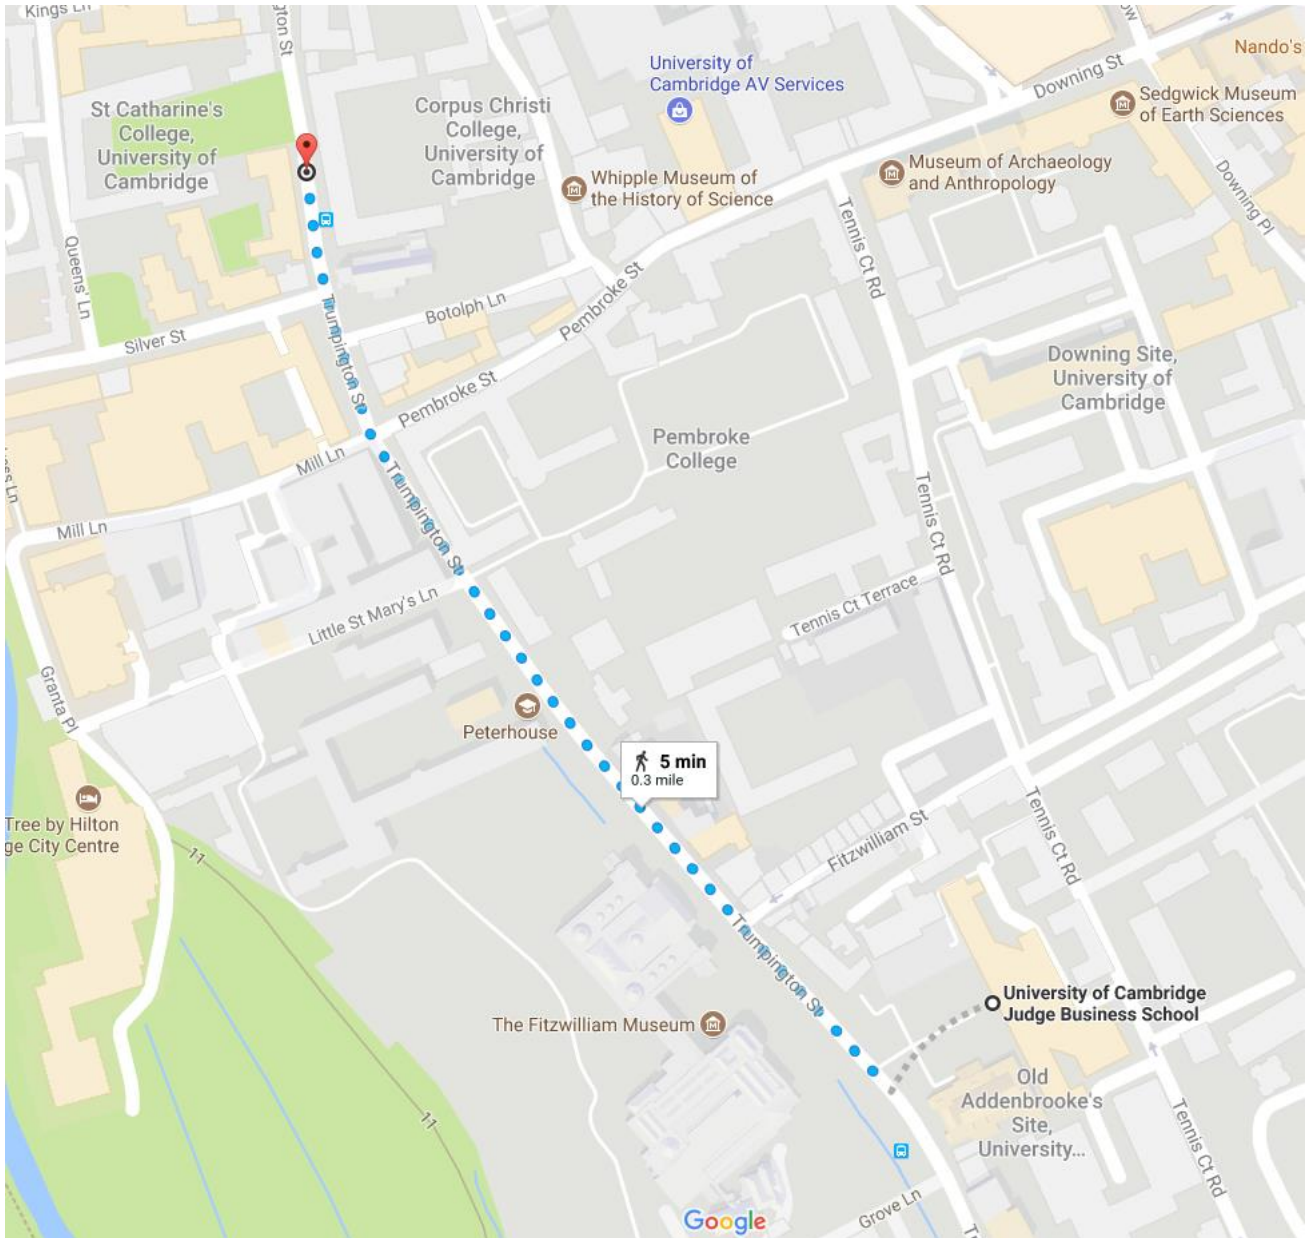 Kings Ln
gton St
University of
Cambridge AV Services
Nando's
Downing St
Sedgwick Museum
of Earth Sciences
St Catharine's
College,
University of
Cambridge
Corpus Christi
College,
University of
Cambridge
Whipple Museum of
the History of Science
Museum of Archaeology
and Anthropology
Downing Pl
Tennis Ct Rd
Queens' Ln
Silver St
Trumpington St
Botolph Ln
Pembroke St
Pembroke St
Downing Site,
University of
Cambridge
Pembroke
College
Mill Ln
Mill Ln
Trumpington St
Tennis Ct Rd
Little St Mary's Ln
Tennis Ct Terrace
Granta Pl
Peterhouse
5 min
0.3 mile
Tree by Hilton
ge City Centre
11
Fitzwilliam St
Tennis Ct Rd
Trumpington St
University of Cambridge
Judge Business School
The Fitzwilliam Museum
Old
Addenbrooke's
Site,
University...
11
Tennis Ct Rd
Grove Ln
Google